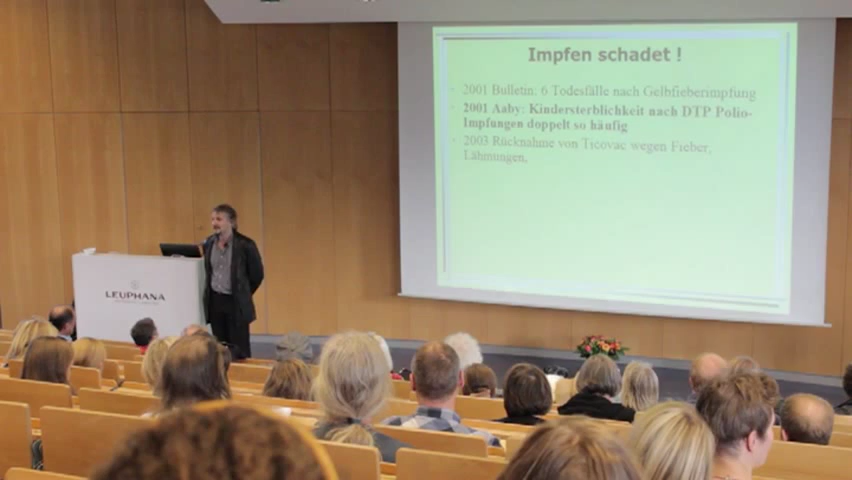 Impfen schadet !
2001 Bulletin: 6 Todesfälle nach Gelbfieberimpfung
2001 Aaby: Kindersterblichkeit nach DTP Polio-
Impfungen doppelt so häufig
2003 Rücknahme von Ticovac wegen Fieber,
Lähmungen,
LEUPHANA